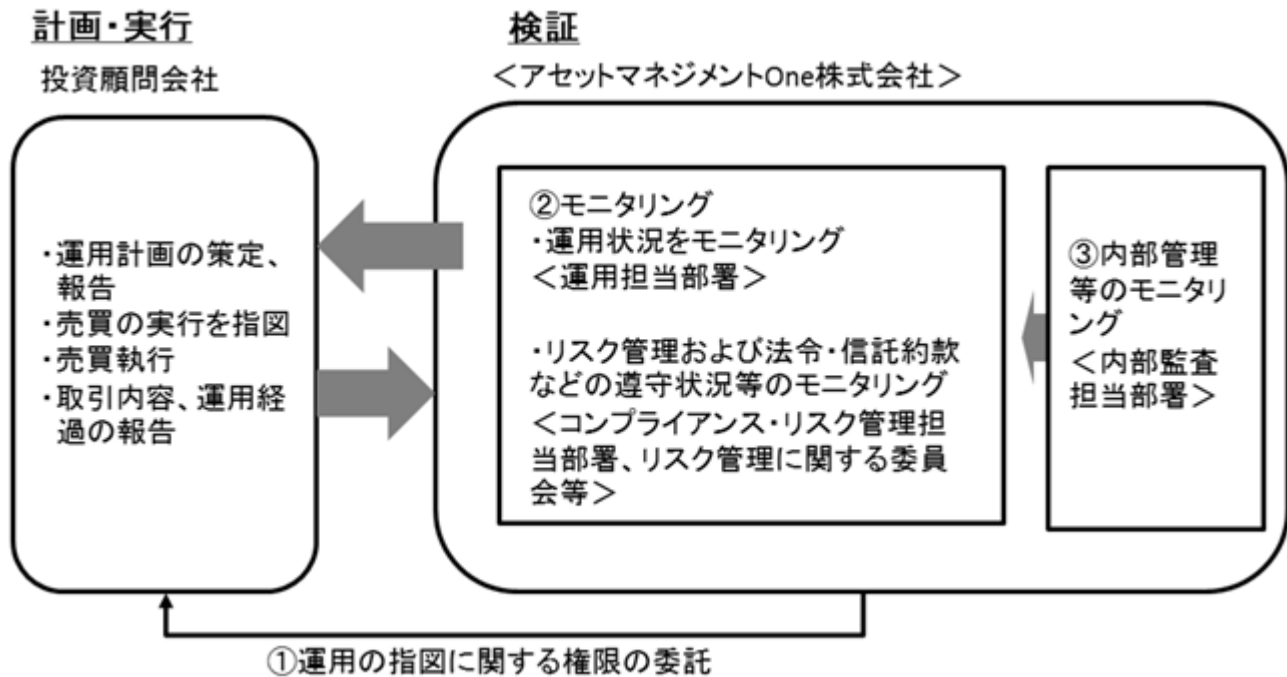 計画・実行
投資顧問会社
・運用計画の策定、
報告
・売買の実行を指図
・売買執行
・取引内容、運用経
過の報告
検証
＜アセットマネジメントOne株式会社＞
②モニタリング
・運用状況をモニタリング
＜運用担当部署＞
・リスク管理および法令・信託約款
などの遵守状況等のモニタリング
＜コンプライアンス・リスク管理担
当部署、リスク管理に関する委員
会等＞
③内部管理
等のモニタリ
ング
＜内部監査
担当部署＞
①運用の指図に関する権限の委託